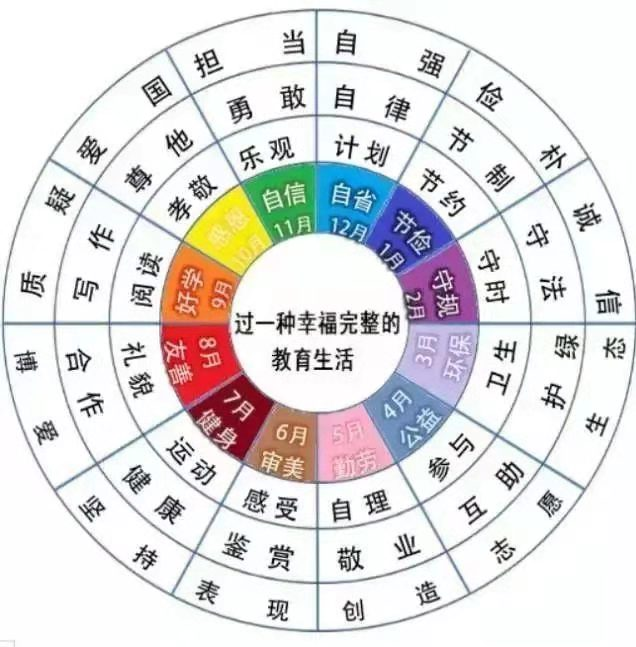 过一种幸福完整的
教育生活
节俭
1月
节约
节制
俭朴
守规
2月
守时
守法
诚信
环保
3月
卫生
护绿
生态
公益
4月
参与
互助
志愿
勤劳
5月
自理
敬业
创造
审美
6月
感受
鉴赏
表现
健身
7月
运动
健康
坚持
友善
8月
礼貌
合作
博爱
好学
9月
阅读
写作
质疑
感恩
10月
孝敬
尊他
爱国
自信
11月
乐观
勇敢
担当
自省
12月
计划
自律
自强